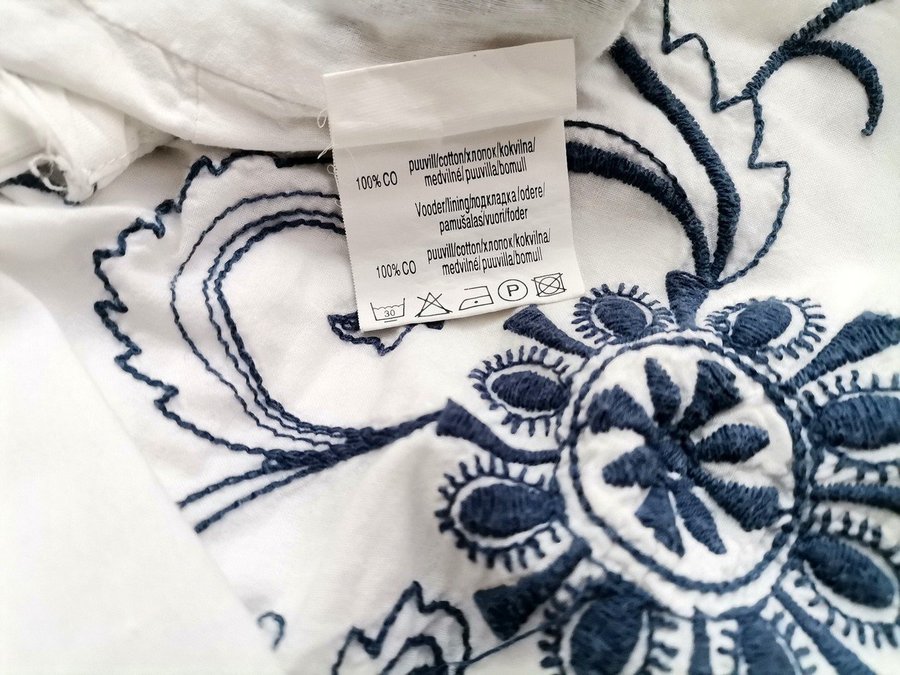 100% CO puuvill/cotton/хлопок/kokvilna/
medvilnė/puuvilla/bomull
Vooder/lining/подкладка/odere/
pamušalas/vuori/foder
100% CO puuvill/cotton/хлопок/kokvilna/
medvilnė/puuvilla/bomull
30 P